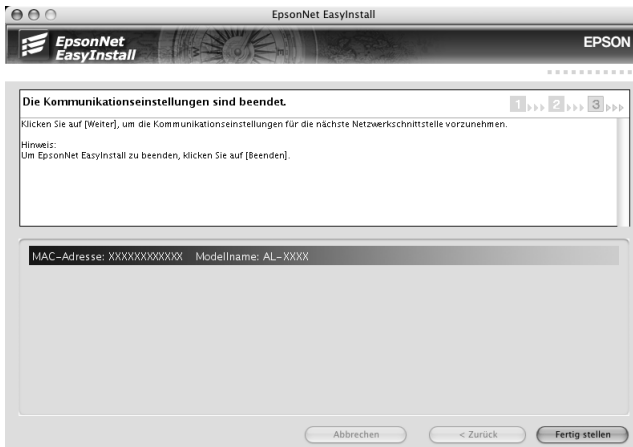 EpsonNet EasyInstall
EpsonNet
EasyInstall
EPSON
Die Kommunikationseinstellungen sind beendet.
1 2 3
Klicken Sie auf [Weiter], um die Kommunikationseinstellungen für die nächste Netzwerkschnittstelle vorzunehmen.
Hinweis:
Um EpsonNet EasyInstall zu beenden, klicken Sie auf [Beenden].
MAC-Adresse: XXXXXXXXXXXX Modellname: AL-XXXX
Abbrechen < Zurück Fertig stellen